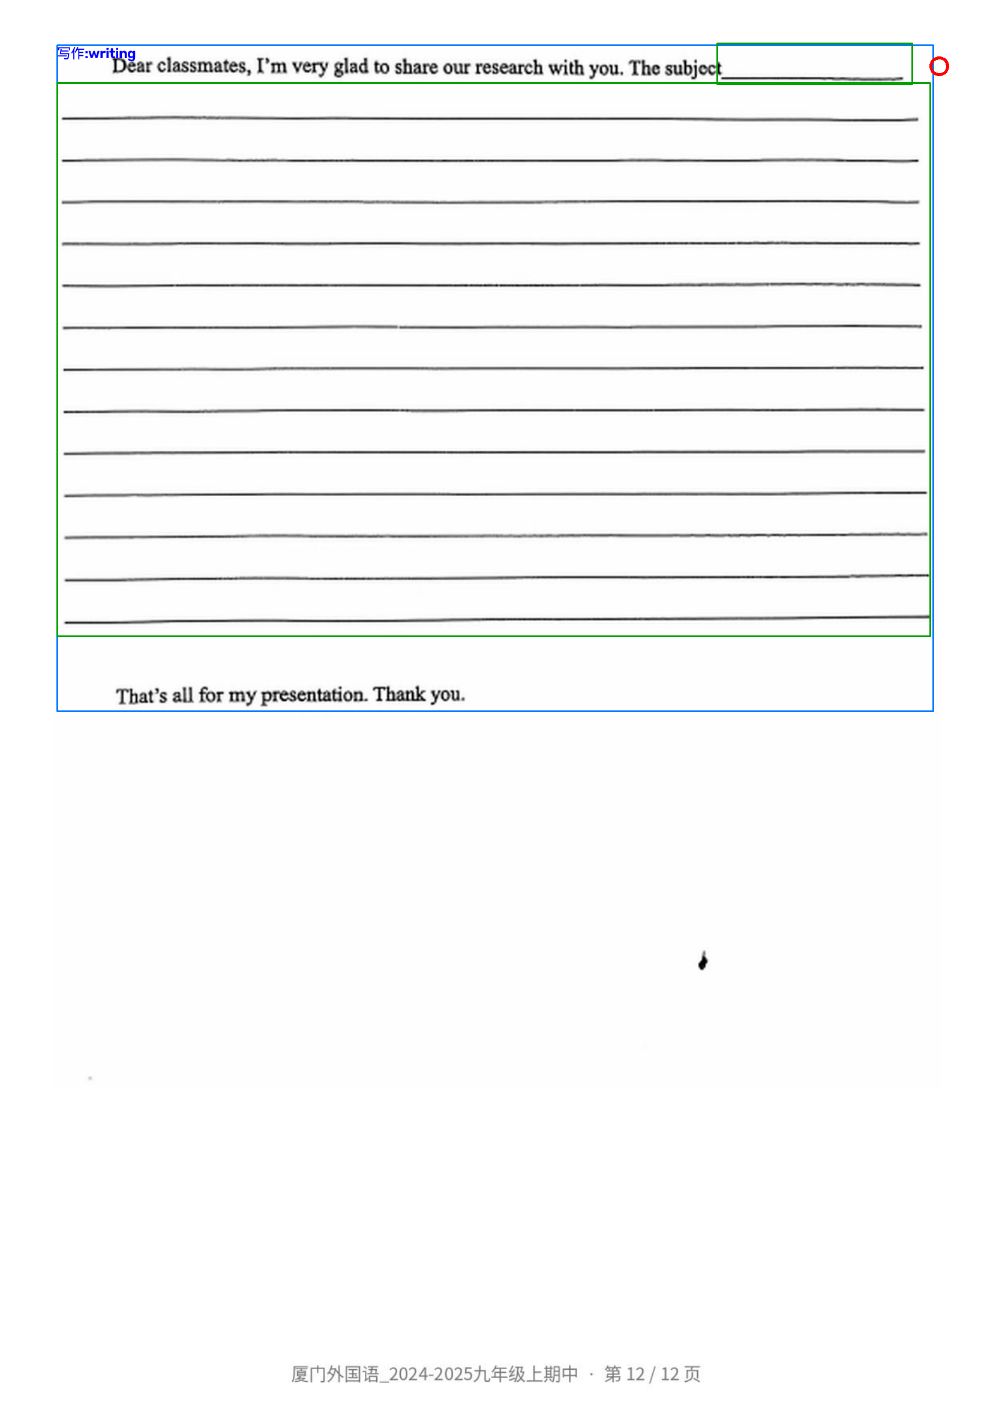 写作:writing
Dear classmates, I'm very glad to share our research with you. The subject
That's all for my presentation. Thank you.
厦门外国语_2024-2025九年级上期中 · 第 12 / 12 页